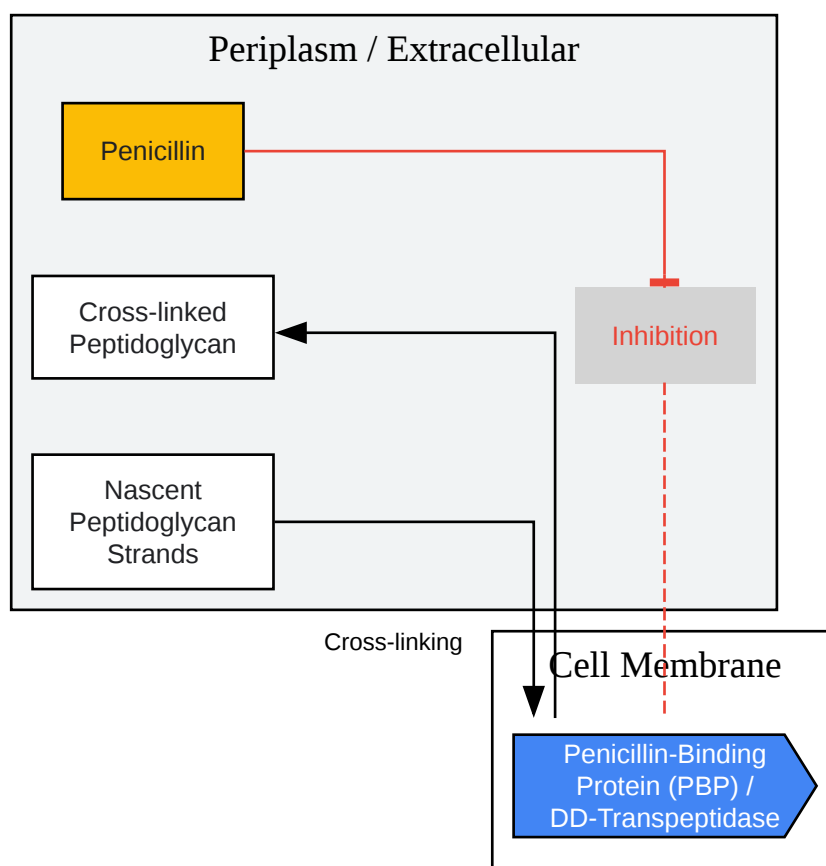 Periplasm / Extracellular
Penicillin
Cross-linked
Peptidoglycan
Inhibition
Nascent
Peptidoglycan
Strands
Cross-linking
Cell Membrane
Penicillin-Binding
Protein (PBP) /
DD-Transpeptidase